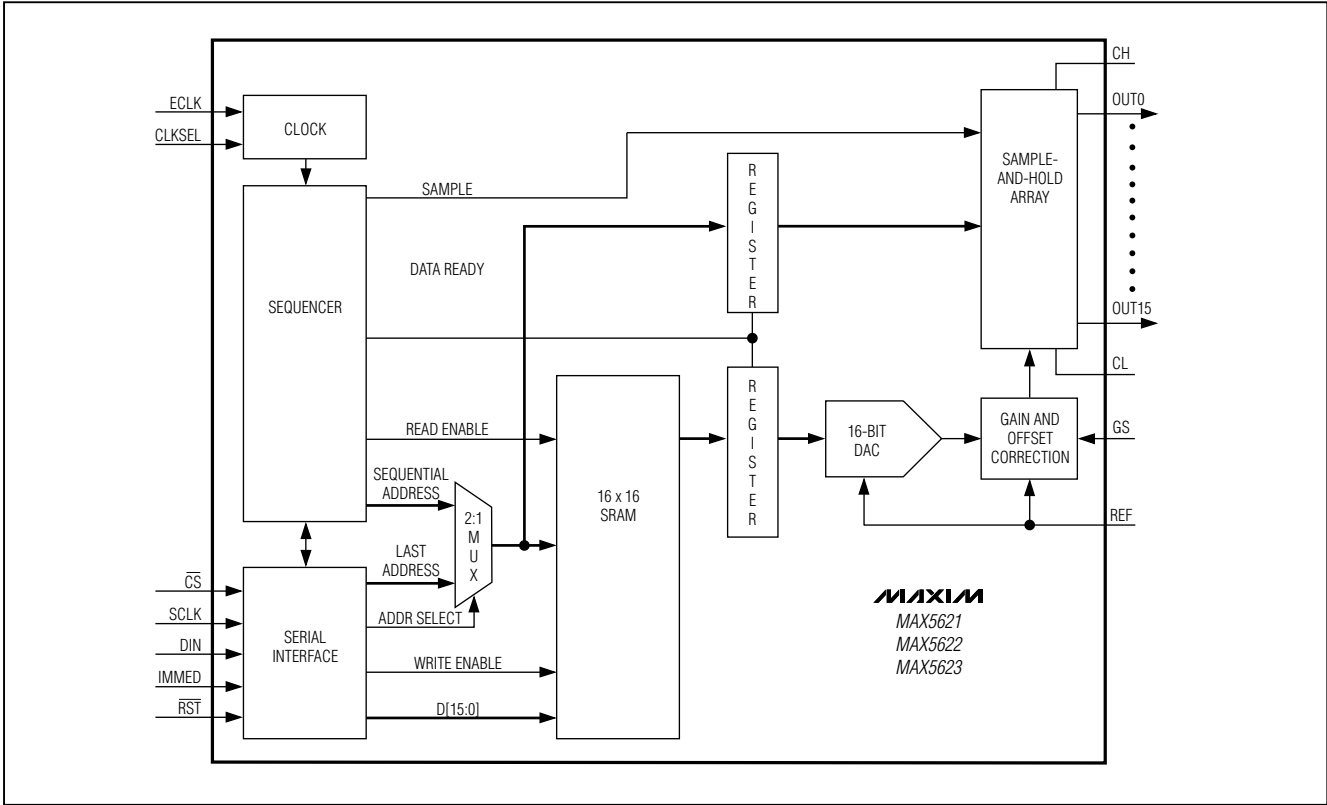 CH
ECLK
CLKSEL
CLOCK
OUT0
SAMPLE-
AND-HOLD
ARRAY
SAMPLE
REGISTER
DATA READY
SEQUENCER
OUT15
CL
REGISTER
16-BIT
DAC
GAIN AND
OFFSET
CORRECTION
GS
READ ENABLE
SEQUENTIAL
ADDRESS
2:1
MUX
16 x 16
SRAM
REF
LAST
ADDRESS
CS
SCLK
DIN
IMMED
RST
SERIAL
INTERFACE
ADDR SELECT
WRITE ENABLE
D[15:0]
MAXIM
MAX5621
MAX5622
MAX5623